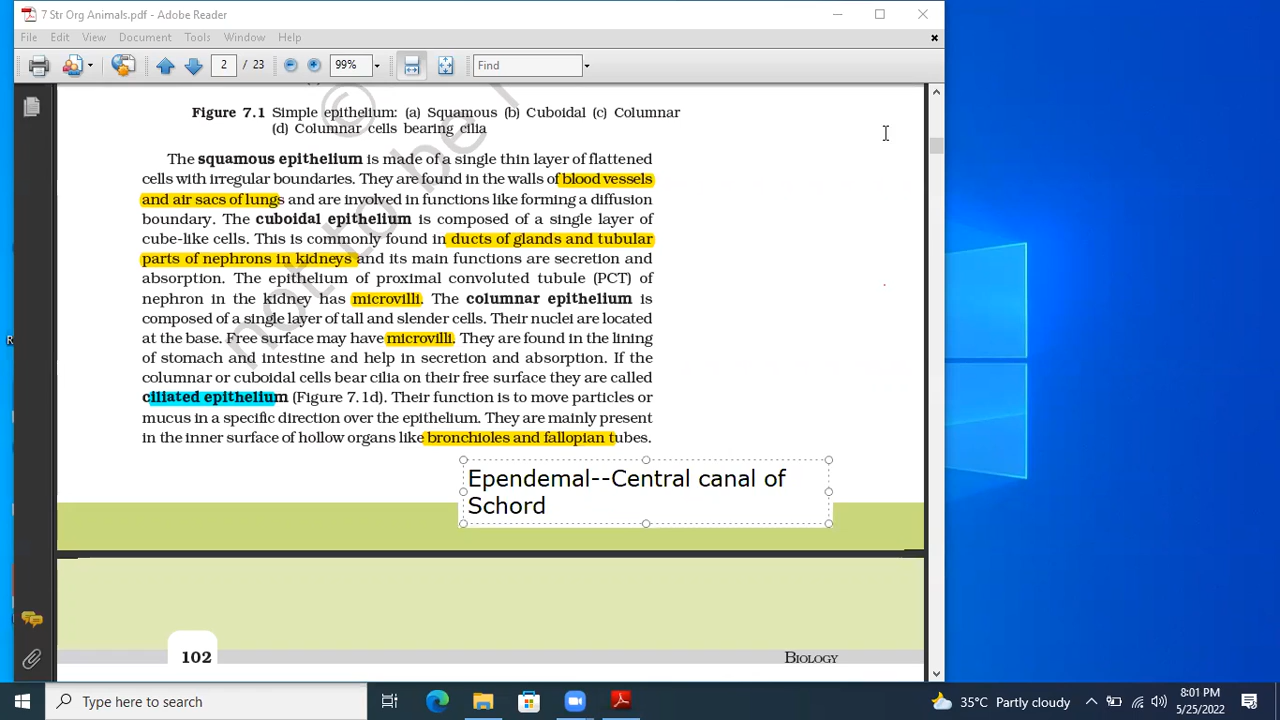 7 Str Org Animals.pdf - Adobe Reader
File Edit View Document Tools Window Help
2 / 23 99% Find
Figure 7.1 Simple epithelium: (a) Squamous (b) Cuboidal (c) Columnar
(d) Columnar cells bearing cilia
The squamous epithelium is made of a single thin layer of flattened
cells with irregular boundaries. They are found in the walls of blood vessels
and air sacs of lungs and are involved in functions like forming a diffusion
boundary. The cuboidal epithelium is composed of a single layer of
cube-like cells. This is commonly found in ducts of glands and tubular
parts of nephrons in kidneys and its main functions are secretion and
absorption. The epithelium of proximal convoluted tubule (PCT) of
nephron in the kidney has microvilli. The columnar epithelium is
composed of a single layer of tall and slender cells. Their nuclei are located
at the base. Free surface may have microvilli. They are found in the lining
of stomach and intestine and help in secretion and absorption. If the
columnar or cuboidal cells bear cilia on their free surface they are called
ciliated epithelium (Figure 7.1d). Their function is to move particles or
mucus in a specific direction over the epithelium. They are mainly present
in the inner surface of hollow organs like bronchioles and fallopian tubes.
Ependemal--Central canal of
Schord
102 BIOLOGY
© not to be
R
Type here to search
35°C Partly cloudy
8:01 PM
5/25/2022